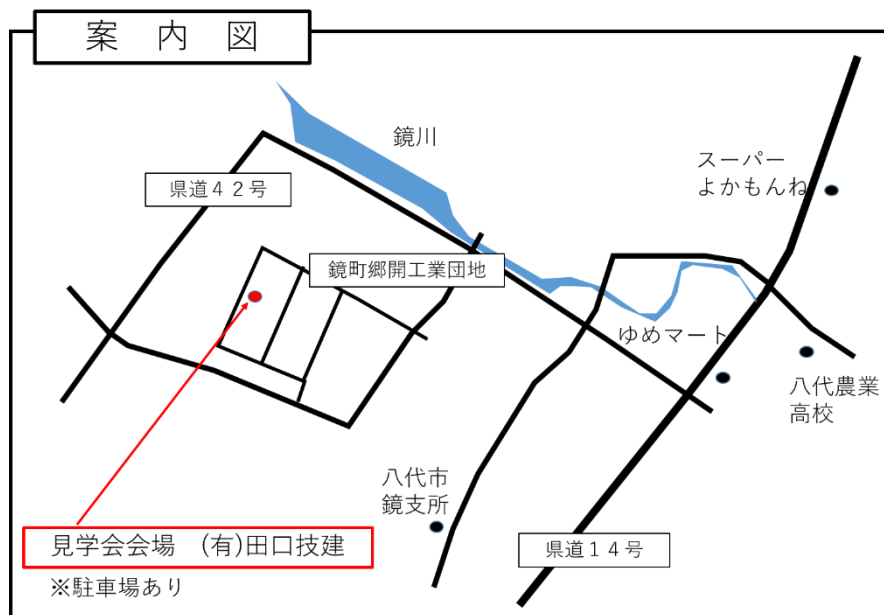 案 内 図
鏡川
スーパー
よかもんね
県道４２号
鏡町郷開工業団地
ゆめマート
八代農業
高校
八代市
鏡支所
見学会会場 (有)田口技建
県道１４号
※駐車場あり